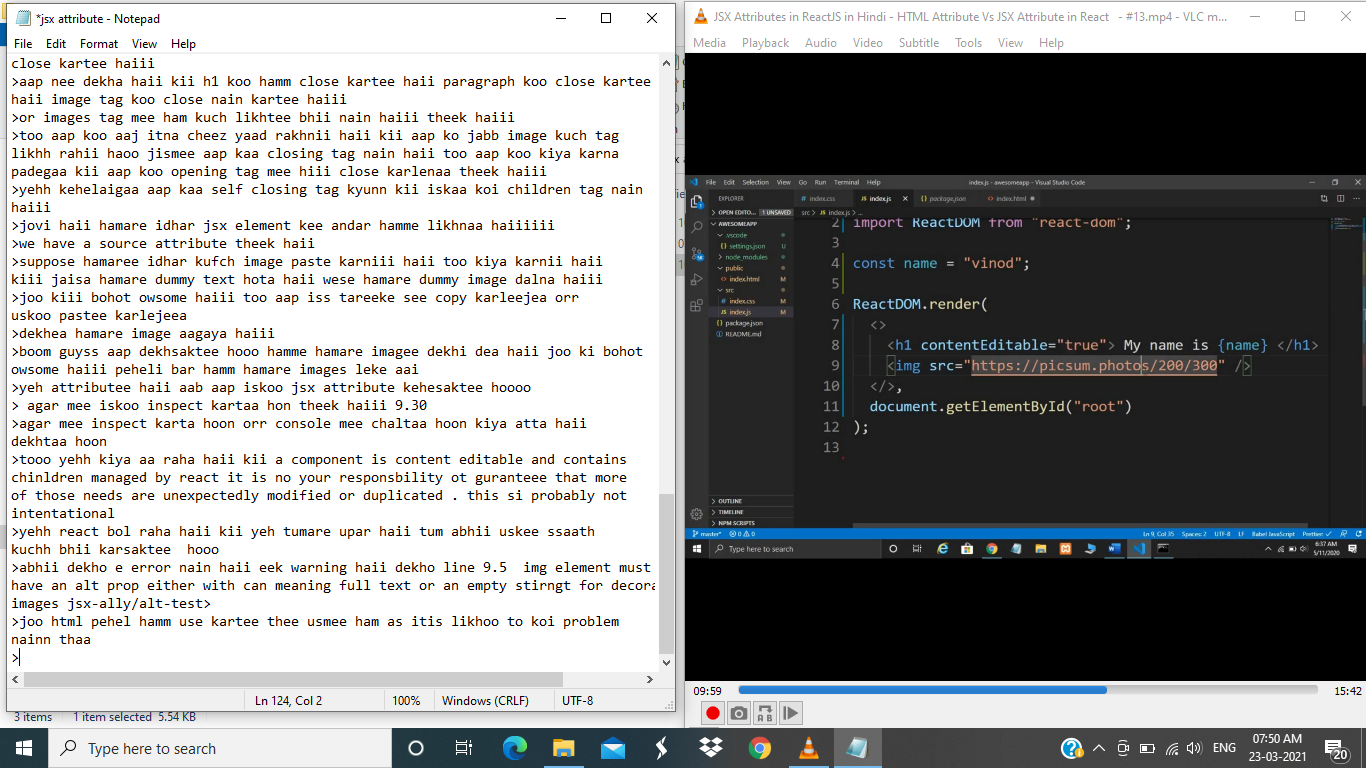 *jsx attribute - Notepad
File Edit Format View Help
close kartee haiii
>aap nee dekha haii kii h1 koo hamm close kartee haii paragraph koo close kartee
haii image tag koo close nain kartee haiii
>or images tag mee ham kuch likhtee bhii nain haiii theek haiii
>too aap koo aaj itna cheez yaad rakhnii haii kii aap ko jabb image kuch tag
likhh rahii haoo jismee aap kaa closing tag nain haii too aap koo kiya karna
padegaa kii aap koo opening tag mee hiii close karlenaa theek haiii
>yehh kehelaigaa aap kaa self closing tag kyunn kii iskaa koi children tag nain
haiii
>jovi haii hamare idhar jsx element kee andar hamme likhnaa haiiiiii
>we have a source attribute theek haii
>suppose hamaree idhar kufch image paste karniii haii too kiya karnii haii
kiii jaisa hamare dummy text hota haii wese hamare dummy image dalna haiii
>joo kiii bohot owsome haiii too aap iss tareeke see copy karleejea orr
uskoo pastee karlejeea
>dekhea hamare image aagaya haiii
>boom guyss aap dekhsaktee hooo hamme hamare imagee dekhi dea haii joo ki bohot
owsome haiii peheli bar hamm hamare images leke aai
>yeh attributee haii aab aap iskoo jsx attribute kehesaktee hoooo
> agar mee iskoo inspect kartaa hon theek haiii 9.30
>agar mee inspect karta hoon orr console mee chaltaa hoon kiya atta haii
dekhtaa hoon
>tooo yehh kiya aa raha haii kii a component is content editable and contains
chinldren managed by react it is no your responsbility ot guranteee that more
of those needs are unexpectedly modified or duplicated . this si probably not
intentational
>yehh react bol raha haii kii yeh tumare upar haii tum abhii uskee ssaath
kuchh bhii karsaktee  hooo
>abhii dekho e error nain haii eek warning haii dekho line 9.5  img element must
have an alt prop either with can meaning full text or an empty stirngt for decora
images jsx-ally/alt-test>
>joo html pehel hamm use kartee thee usmee ham as itis likhoo to koi problem
nainn thaa
>
Ln 124, Col 2 100% Windows (CRLF) UTF-8
3 items 1 item selected 5.54 KB
JSX Attributes in ReactJS in Hindi - HTML Attribute Vs JSX Attribute in React - #13.mp4 - VLC m...
Media Playback Audio Video Subtitle Tools View Help
File Edit Selection View Go Run Terminal Help index.js - awesomeapp - Visual Studio Code
EXPLORER
OPEN EDITO... 1 UNSAVED
AWESOMEAPP
.vscode
settings.json U
node_modules
public
index.html M
src
index.css M
index.js M
package.json
README.md
OUTLINE
TIMELINE
NPM SCRIPTS
index.css index.js package.json index.html
src > index.js > ...
2 import ReactDOM from "react-dom";
3
4 const name = "vinod";
5
6 ReactDOM.render(
7 <>
8 <h1 contentEditable="true"> My name is {name} </h1>
9 <img src="https://picsum.photos/200/300" />
10 </>,
11 document.getElementById("root")
12 );
13
master* 0 0 Ln 9, Col 35 Spaces: 2 UTF-8 LF Babel JavaScript Prettier: ✓
Type here to search 6:37 AM
5/11/2020
09:59 15:42
Type here to search ENG 07:50 AM
23-03-2021 20